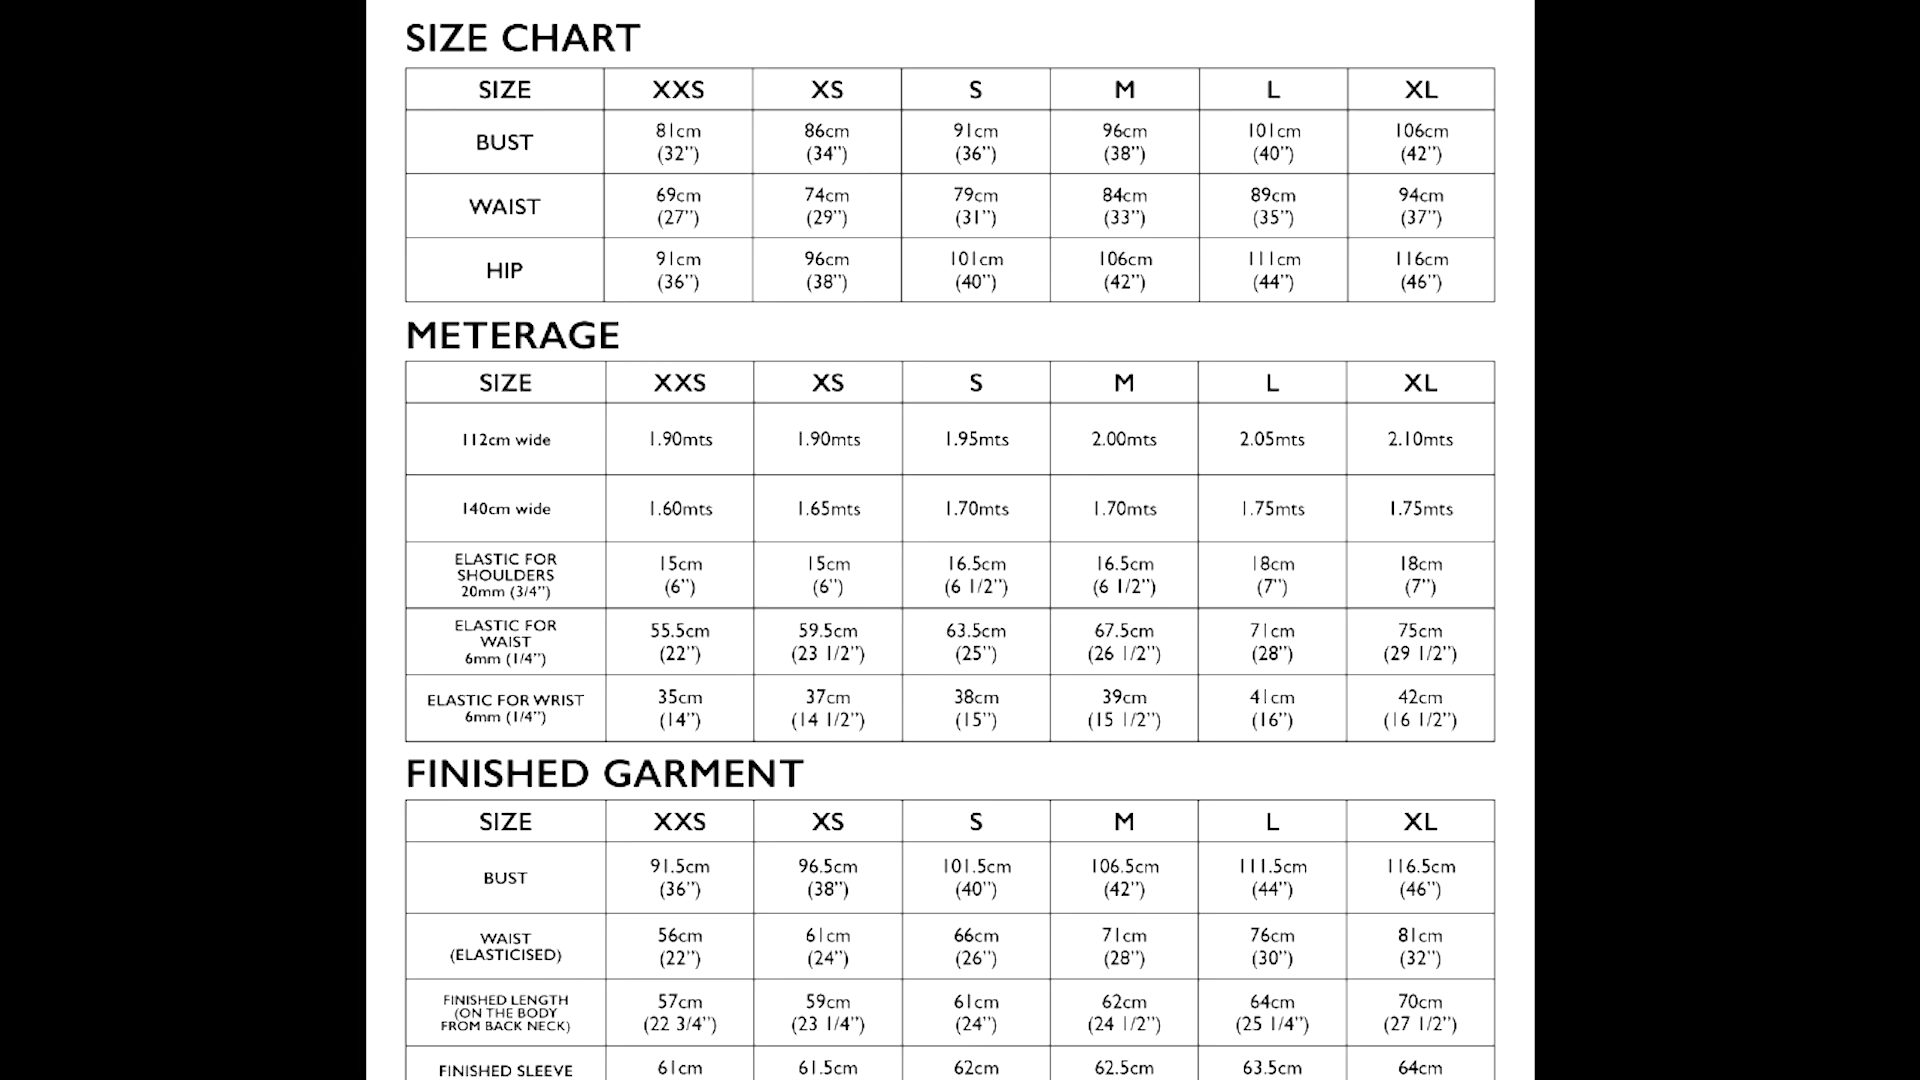 SIZE CHART
SIZE XXS XS S M L XL
BUST 81cm (32”) 86cm (34”) 91cm (36”) 96cm (38”) 101cm (40”) 106cm (42”)
WAIST 69cm (27”) 74cm (29”) 79cm (31”) 84cm (33”) 89cm (35”) 94cm (37”)
HIP 91cm (36”) 96cm (38”) 101cm (40”) 106cm (42”) 111cm (44”) 116cm (46”)
METERAGE
SIZE XXS XS S M L XL
112cm wide 1.90mts 1.90mts 1.95mts 2.00mts 2.05mts 2.10mts
140cm wide 1.60mts 1.65mts 1.70mts 1.70mts 1.75mts 1.75mts
ELASTIC FOR SHOULDERS 20mm (3/4”) 15cm (6”) 15cm (6”) 16.5cm (6 1/2”) 16.5cm (6 1/2”) 18cm (7”) 18cm (7”)
ELASTIC FOR WAIST 6mm (1/4”) 55.5cm (22”) 59.5cm (23 1/2”) 63.5cm (25”) 67.5cm (26 1/2”) 71cm (28”) 75cm (29 1/2”)
ELASTIC FOR WRIST 6mm (1/4”) 35cm (14”) 37cm (14 1/2”) 38cm (15”) 39cm (15 1/2”) 41cm (16”) 42cm (16 1/2”)
FINISHED GARMENT
SIZE XXS XS S M L XL
BUST 91.5cm (36”) 96.5cm (38”) 101.5cm (40”) 106.5cm (42”) 111.5cm (44”) 116.5cm (46”)
WAIST (ELASTICISED) 56cm (22”) 61cm (24”) 66cm (26”) 71cm (28”) 76cm (30”) 81cm (32”)
FINISHED LENGTH (ON THE BODY FROM BACK NECK) 57cm (22 3/4”) 59cm (23 1/4”) 61cm (24”) 62cm (24 1/2”) 64cm (25 1/4”) 70cm (27 1/2”)
FINISHED SLEEVE 61cm 61.5cm 62cm 62.5cm 63.5cm 64cm